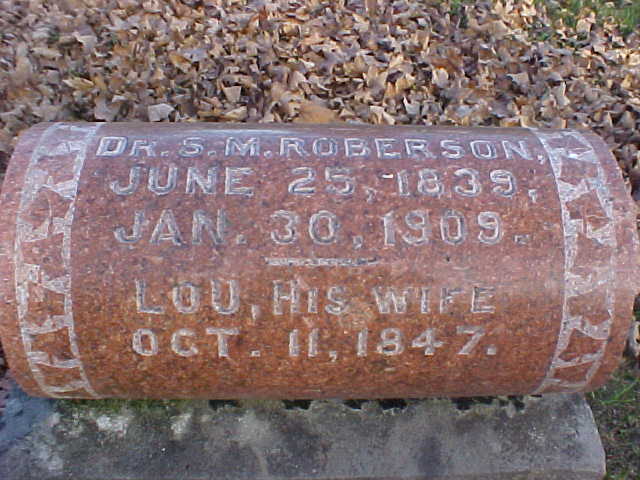 DR. S. M. ROBERSON,
JUNE 25, 1839,
JAN. 30, 1909.
LOU, HIS WIFE
OCT. 11, 1847.